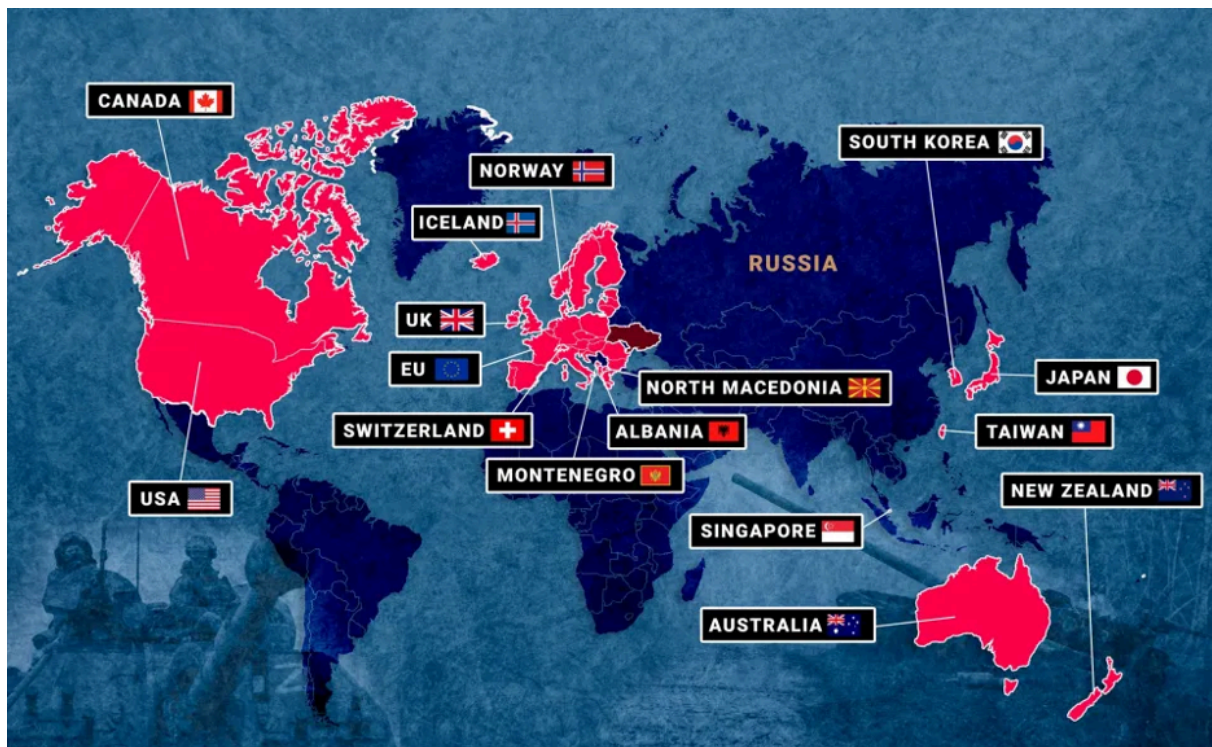 CANADA
SOUTH KOREA
NORWAY
ICELAND
RUSSIA
UK
EU
NORTH MACEDONIA
JAPAN
SWITZERLAND
ALBANIA
TAIWAN
MONTENEGRO
USA
NEW ZEALAND
SINGAPORE
AUSTRALIA